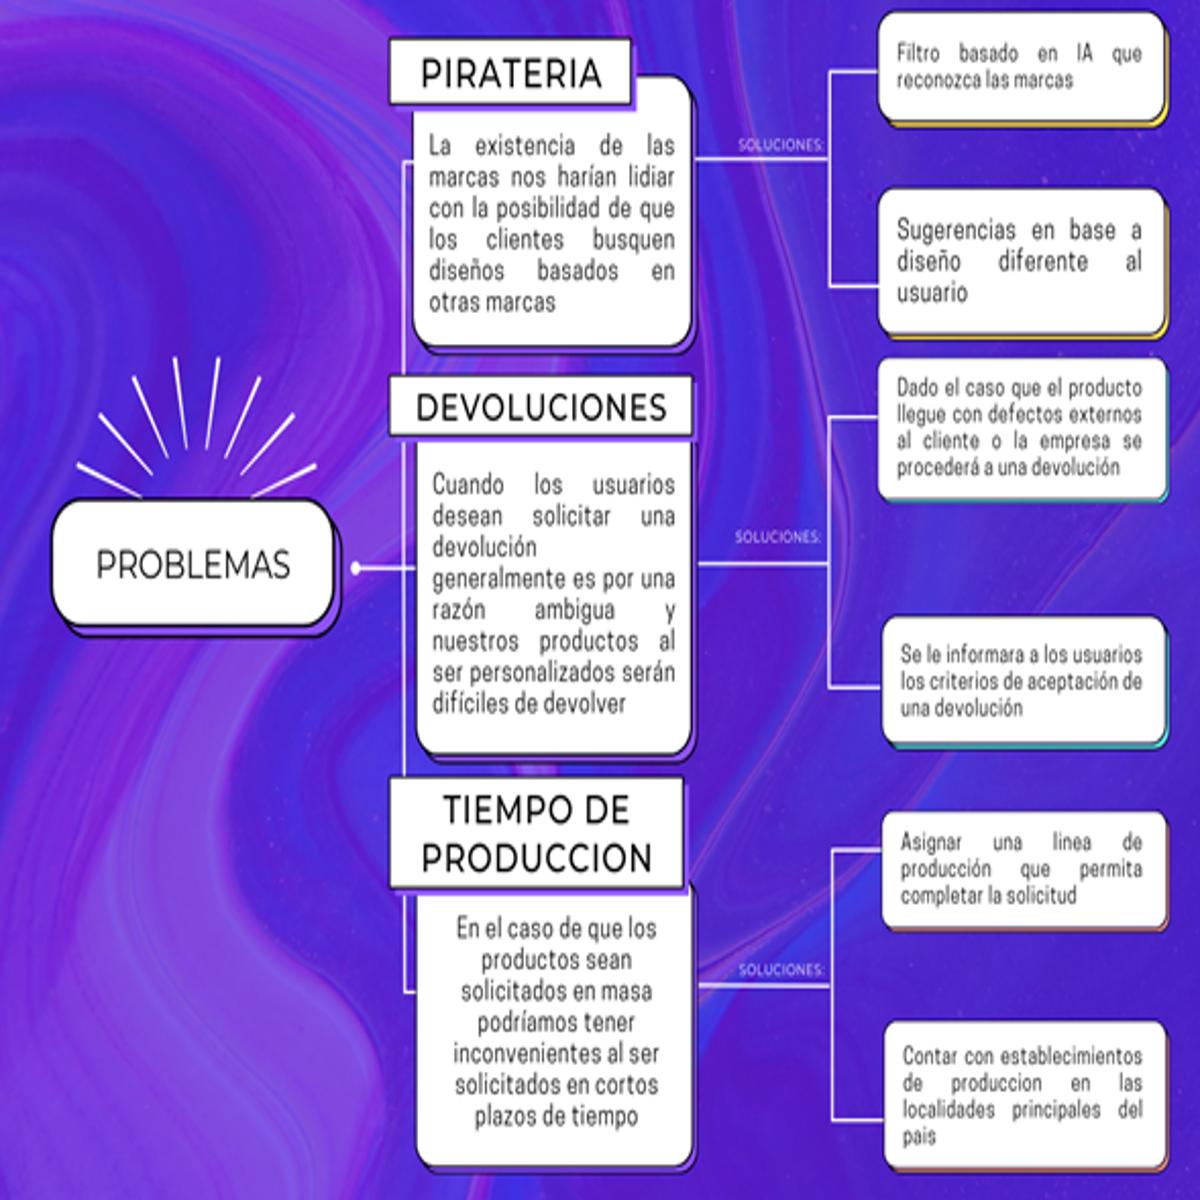 PROBLEMAS
PIRATERIA
La existencia de las
marcas nos harían lidiar
con la posibilidad de que
los clientes busquen
diseños basados en
otras marcas
SOLUCIONES:
Filtro basado en IA que
reconozca las marcas
Sugerencias en base a
diseño diferente al
usuario
DEVOLUCIONES
Cuando los usuarios
desean solicitar una
devolución
generalmente es por una
razón ambigua y
nuestros productos al
ser personalizados serán
difíciles de devolver
SOLUCIONES:
Dado el caso que el producto
llegue con defectos externos
al cliente o la empresa se
procederá a una devolución
Se le informara a los usuarios
los criterios de aceptación de
una devolución
TIEMPO DE
PRODUCCION
En el caso de que los
productos sean
solicitados en masa
podríamos tener
inconvenientes al ser
solicitados en cortos
plazos de tiempo
SOLUCIONES:
Asignar una linea de
producción que permita
completar la solicitud
Contar con establecimientos
de produccion en las
localidades principales del
pais